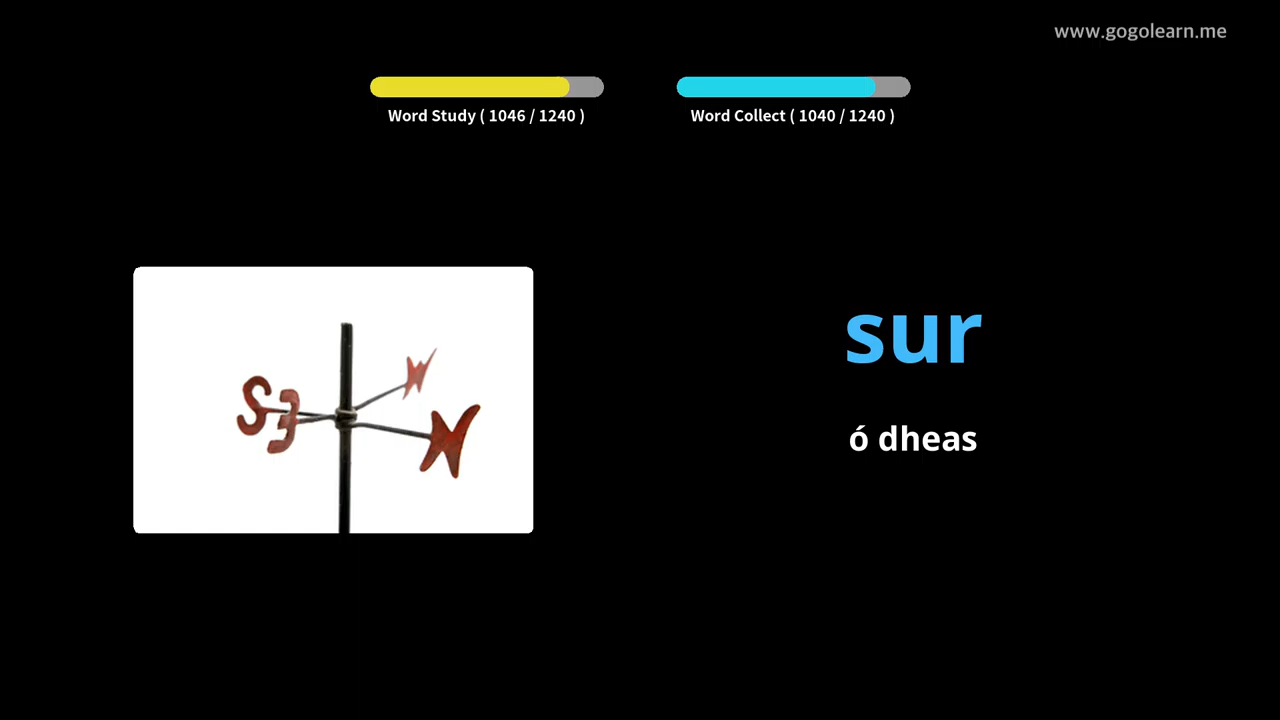 www.gogolearn.me
Word Study ( 1046 / 1240 )
Word Collect ( 1040 / 1240 )
sur
ó dheas
S
E
N